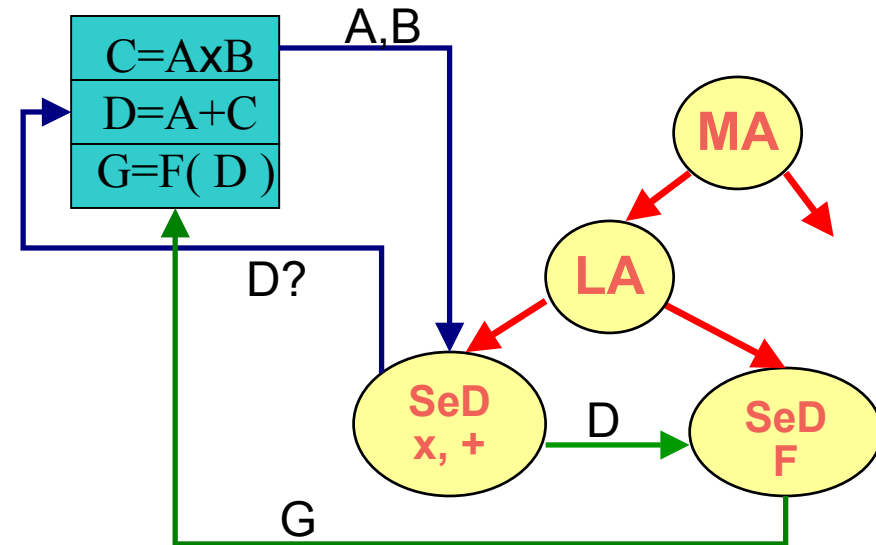 A,B
C=AxB
D=A+C
G=F( D )
MA
LA
D?
SeD
x, +
D
SeD
F
G